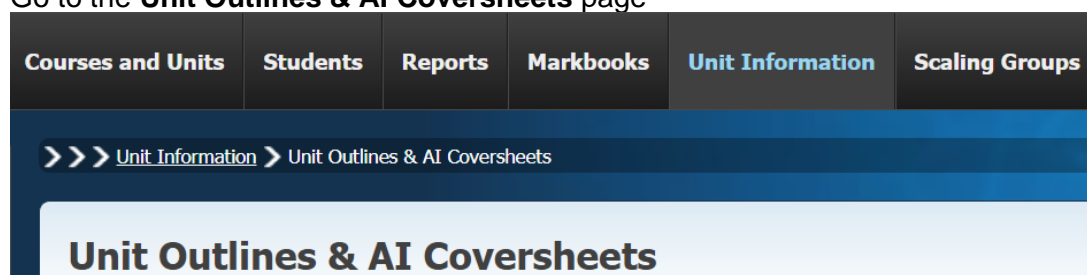 Go to the Unit Outlines & AI Coversheets page
Courses and Units Students Reports Markbooks Unit Information Scaling Groups
Unit Information Unit Outlines & AI Coversheets
Unit Outlines & AI Coversheets